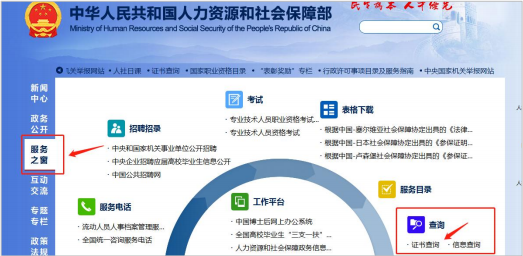 中华人民共和国人力资源和社会保障部
民生为本 人才优先
Ministry of Human Resources and Social Security of the People's Republic of China
关举报网站 • 人社日课 • 证书查询 • 国家职业资格目录 • “表彰奖励”专栏 • 行政许可事项目录及服务指南 • 中央国家机关举报网站
新闻
中心
政务
公开
服务
之窗
互动
交流
专题
专栏
政策
法规
考试
· 专业技术人员职业资格考试...
· 专业技术人员资格考试
表格下载
· 根据中国-塞尔维亚社会保障协定出具的《法律...
· 根据中国-日本社会保障协定出具的《参保证明...
· 根据中国-卢森堡社会保障协定出具的《参保证...
招聘招录
· 中央和国家机关事业单位公开招聘
· 中央企业招聘应届高校毕业生信息公开
· 中国公共招聘网
服务目录
服务电话
· 流动人员人事档案管理服...
· 全国统一咨询服务电话
工作平台
· 中国博士后网上办公系统
· 全国高校毕业生“三支一扶”...
· 人力资源和社会保障政务信息...
查询
· 证书查询 · 信息查询
人
人